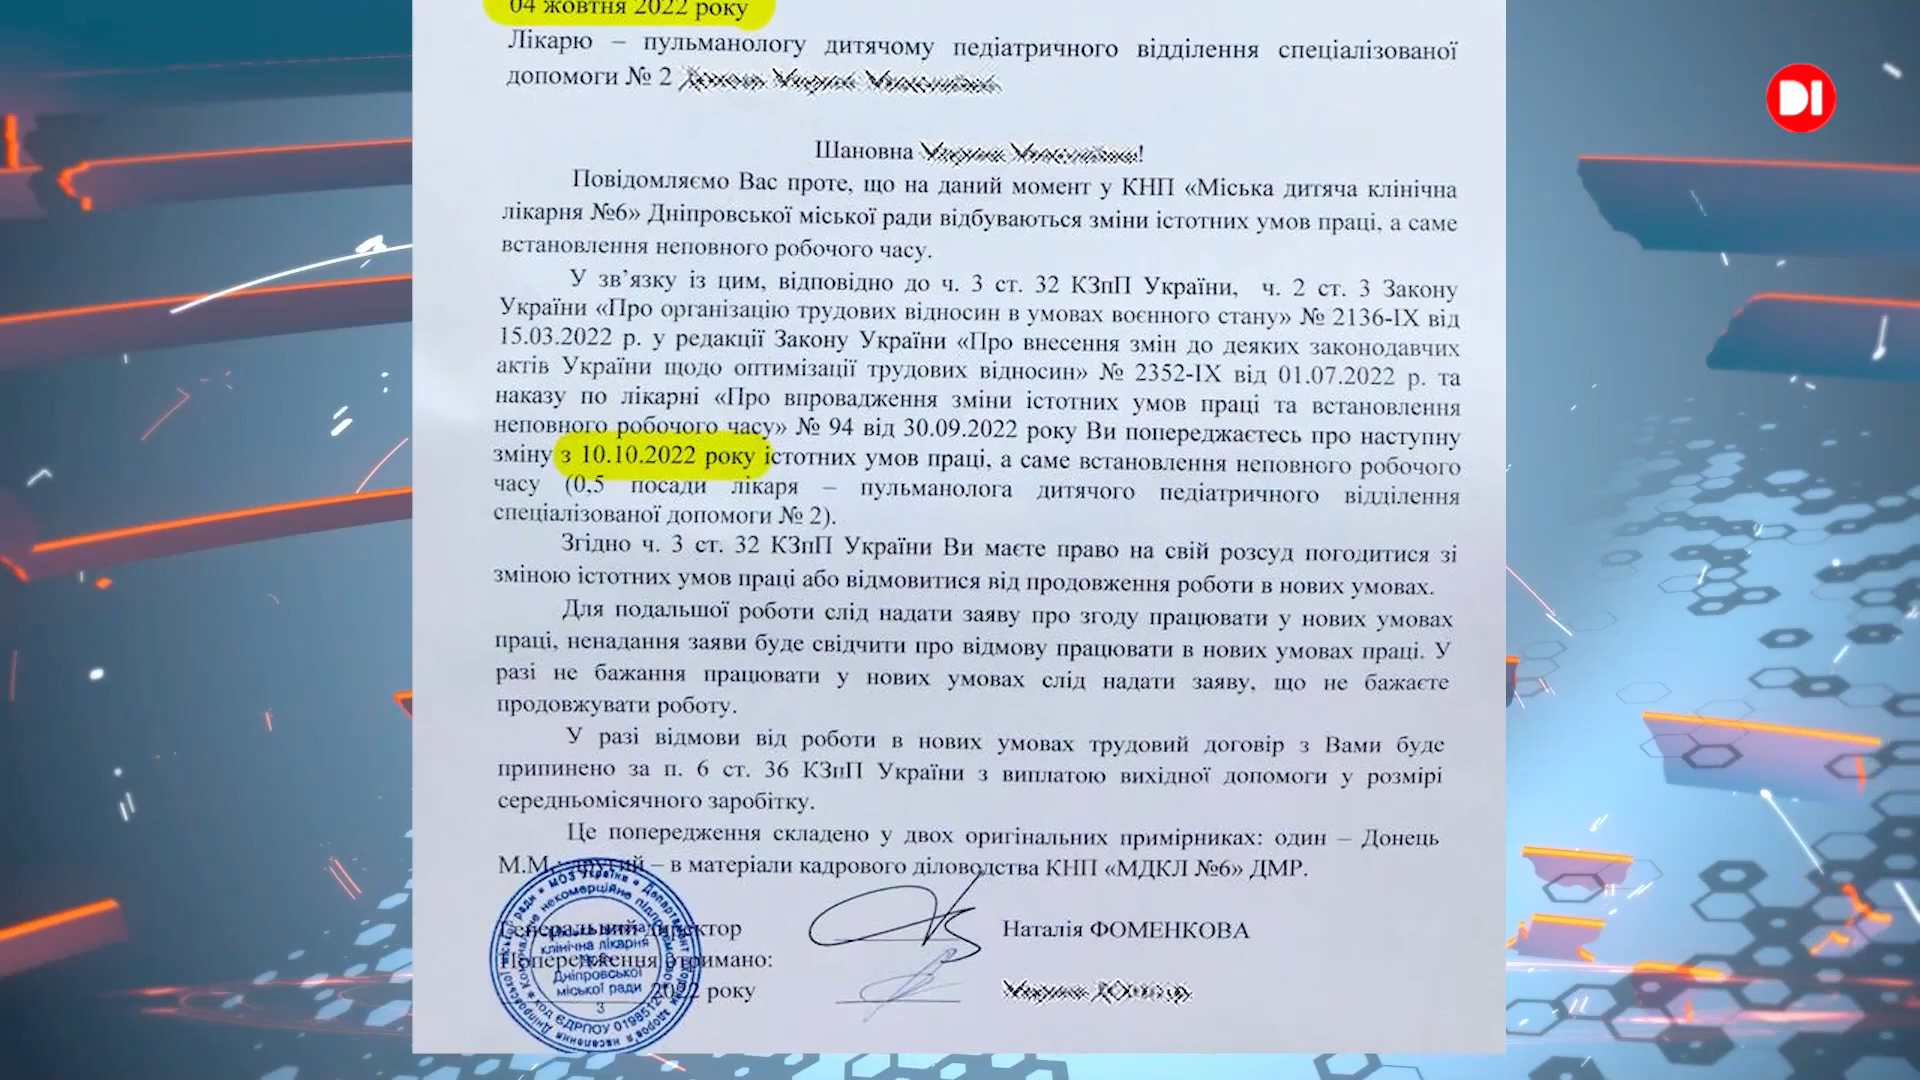 04 жовтня 2022 року
DI
Лікарю – пульманологу дитячому педіатричного відділення спеціалізованої
допомоги № 2
Шановна !
Повідомляємо Вас проте, що на даний момент у КНП «Міська дитяча клінічна
лікарня №6» Дніпровської міської ради відбуваються зміни істотних умов праці, а саме
встановлення неповного робочого часу.
У зв’язку із цим, відповідно до ч. 3 ст. 32 КЗпП України, ч. 2 ст. 3 Закону
України «Про організацію трудових відносин в умовах воєнного стану» № 2136-IX від
15.03.2022 р. у редакції Закону України «Про внесення змін до деяких законодавчих
актів України щодо оптимізації трудових відносин» № 2352-IX від 01.07.2022 р. та
наказу по лікарні «Про впровадження зміни істотних умов праці та встановлення
неповного робочого часу» № 94 від 30.09.2022 року Ви попереджаєтесь про наступну
зміну з 10.10.2022 року істотних умов праці, а саме встановлення неповного робочого
часу (0,5 посади лікаря – пульманолога дитячого педіатричного відділення
спеціалізованої допомоги № 2).
Згідно ч. 3 ст. 32 КЗпП України Ви маєте право на свій розсуд погодитися зі
зміною істотних умов праці або відмовитися від продовження роботи в нових умовах.
Для подальшої роботи слід надати заяву про згоду працювати у нових умовах
праці, ненадання заяви буде свідчити про відмову працювати в нових умовах праці. У
разі не бажання працювати у нових умовах слід надати заяву, що не бажаєте
продовжувати роботу.
У разі відмови від роботи в нових умовах трудовий договір з Вами буде
припинено за п. 6 ст. 36 КЗпП України з виплатою вихідної допомоги у розмірі
середньомісячного заробітку.
Це попередження складено у двох оригінальних примірниках: один – Донець
М.М.; другий – в матеріали кадрового діловодства КНП «МДКЛ №6» ДМР.
Генеральний директор Наталія ФОМЕНКОВА
Попередження отримано:
2022 року
клінічна лікарня
Дніпровської
міської ради
3